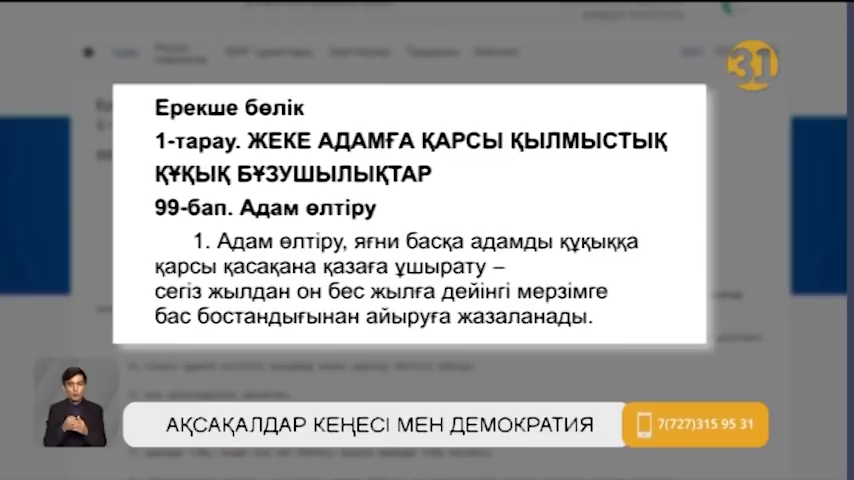 31
Ерекше бөлік
1-тарау. ЖЕКЕ АДАМҒА ҚАРСЫ ҚЫЛМЫСТЫҚ
ҚҰҚЫҚ БҰЗУШЫЛЫҚТАР
99-бап. Адам өлтіру
1. Адам өлтіру, яғни басқа адамды құқыққа
қарсы қасақана қазаға ұшырату –
сегіз жылдан он бес жылға дейінгі мерзімге
бас бостандығынан айыруға жазаланады.
АҚСАҚАЛДАР КЕҢЕСІ МЕН ДЕМОКРАТИЯ
7(727)315 95 31